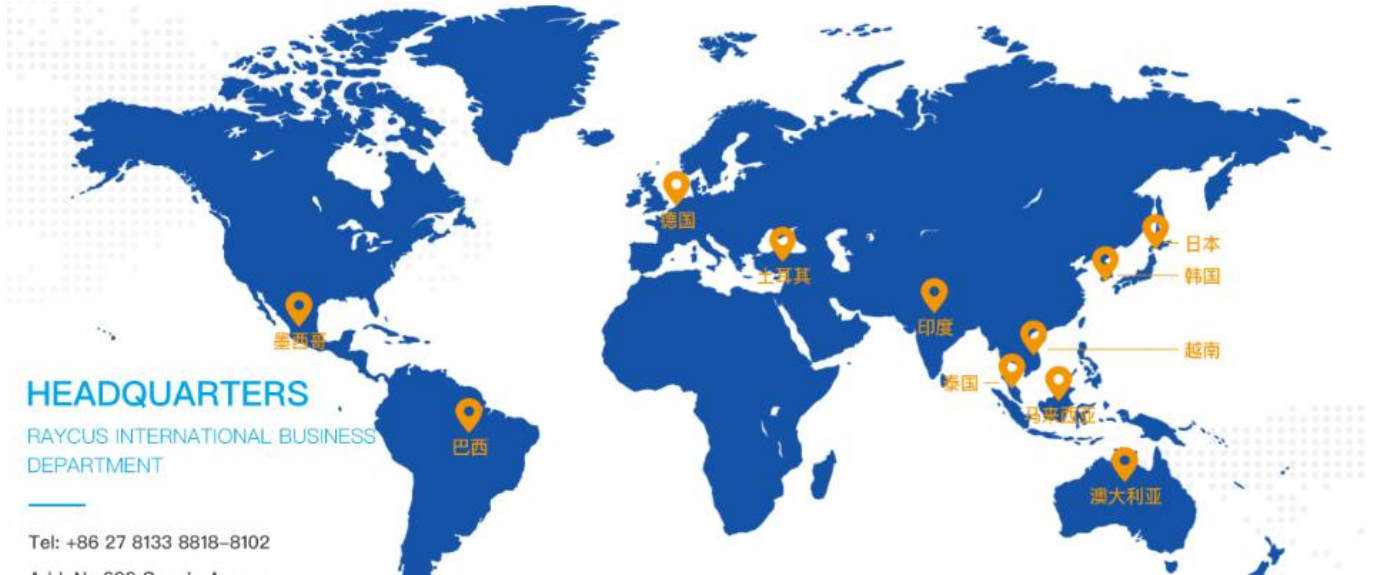 德国
日本
土耳其
韩国
印度
墨西哥
越南
泰国
马来西亚
HEADQUARTERS
RAYCUS INTERNATIONAL BUSINESS
DEPARTMENT
巴西
澳大利亚
Tel: +86 27 8133 8818-8102